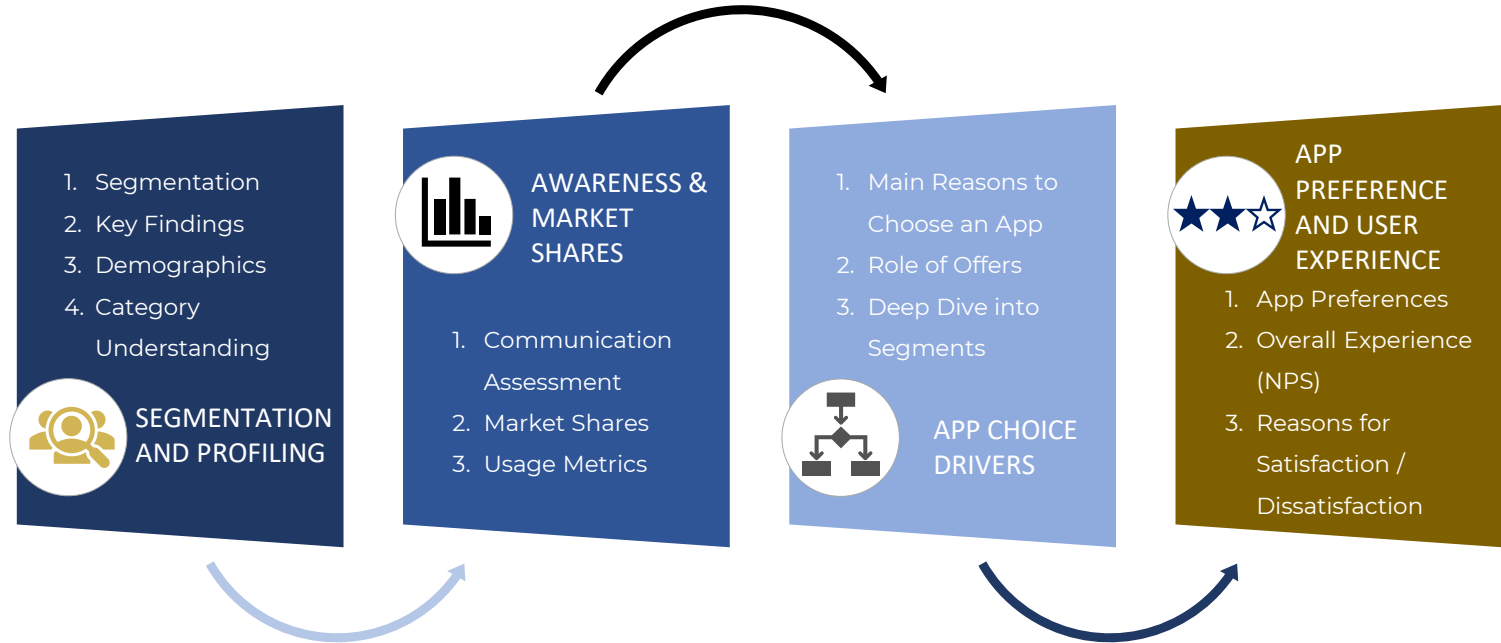 1. Segmentation
2. Key Findings
3. Demographics
4. Category
Understanding
SEGMENTATION
AND PROFILING
AWARENESS &
MARKET
SHARES
1. Communication
Assessment
2. Market Shares
3. Usage Metrics
1. Main Reasons to
Choose an App
2. Role of Offers
3. Deep Dive into
Segments
APP CHOICE
DRIVERS
APP
PREFERENCE
AND USER
EXPERIENCE
1. App Preferences
2. Overall Experience
(NPS)
3. Reasons for
Satisfaction /
Dissatisfaction